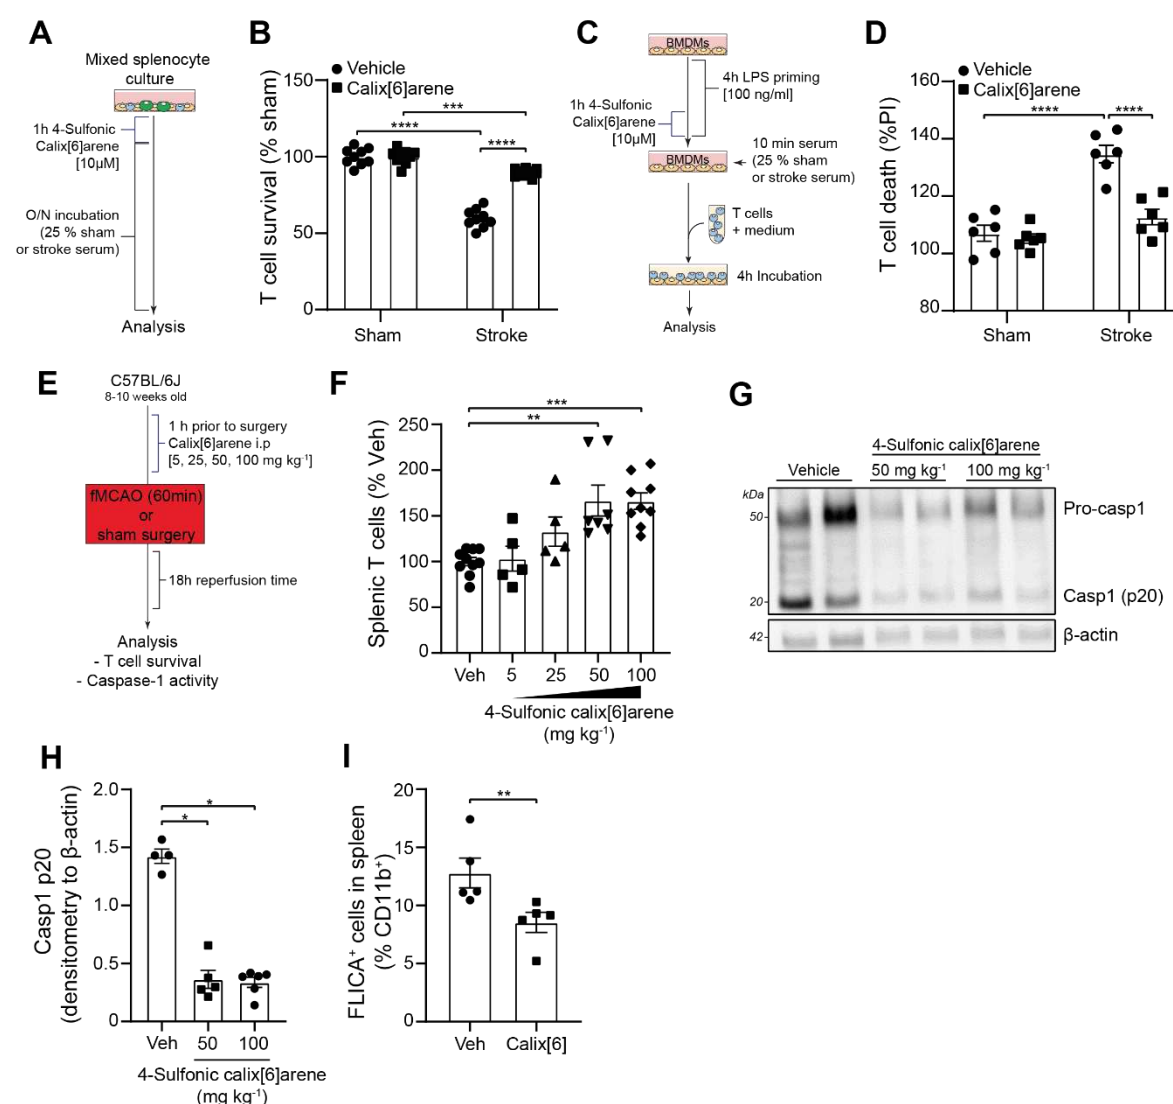 A
Mixed splenocyte
culture
1h 4-Sulfonic
Calix[6]arene
[10µM]
O/N incubation
(25 % sham
or stroke serum)
Analysis
B
Vehicle
Calix[6]arene
T cell survival (% sham)
150
100
50
0
***
****
****
Sham
Stroke
C
BMDMs
4h LPS priming
[100 ng/ml]
1h 4-Sulfonic
Calix[6]arene
[10µM]
BMDMs
10 min serum
(25 % sham
or stroke serum)
T cells
+ medium
4h Incubation
Analysis
D
Vehicle
Calix[6]arene
T cell death (%PI)
160
140
120
100
80
****
****
Sham
Stroke
E
C57BL/6J
8-10 weeks old
1 h prior to surgery
Calix[6]arene i.p
[5, 25, 50, 100 mg kg⁻¹]
fMCAO (60min)
or
sham surgery
18h reperfusion time
Analysis
- T cell survival
- Caspase-1 activity
F
Splenic T cells (% Veh)
250
200
150
100
50
0
***
**
Veh 5 25 50 100
4-Sulfonic calix[6]arene
(mg kg⁻¹)
G
4-Sulfonic calix[6]arene
Vehicle 50 mg kg⁻¹ 100 mg kg⁻¹
kDa
50
Pro-casp1
20
Casp1 (p20)
42
β-actin
H
Casp1 p20
(densitometry to β-actin)
2.0
1.5
1.0
0.5
0
*
*
Veh 50 100
4-Sulfonic calix[6]arene
(mg kg⁻¹)
I
FLICA⁺ cells in spleen
(% CD11b⁺)
20
15
10
5
0
**
Veh Calix[6]